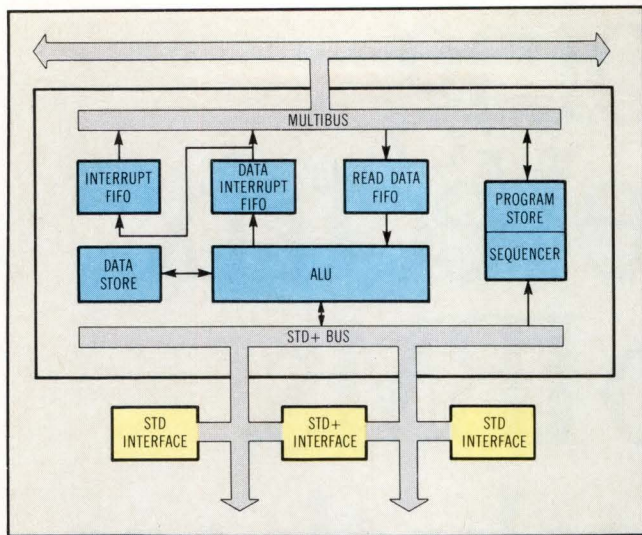 MULTIBUS
INTERRUPT
FIFO
DATA
INTERRUPT
FIFO
READ DATA
FIFO
PROGRAM
STORE
SEQUENCER
DATA
STORE
ALU
STD+ BUS
STD
INTERFACE
STD+
INTERFACE
STD
INTERFACE